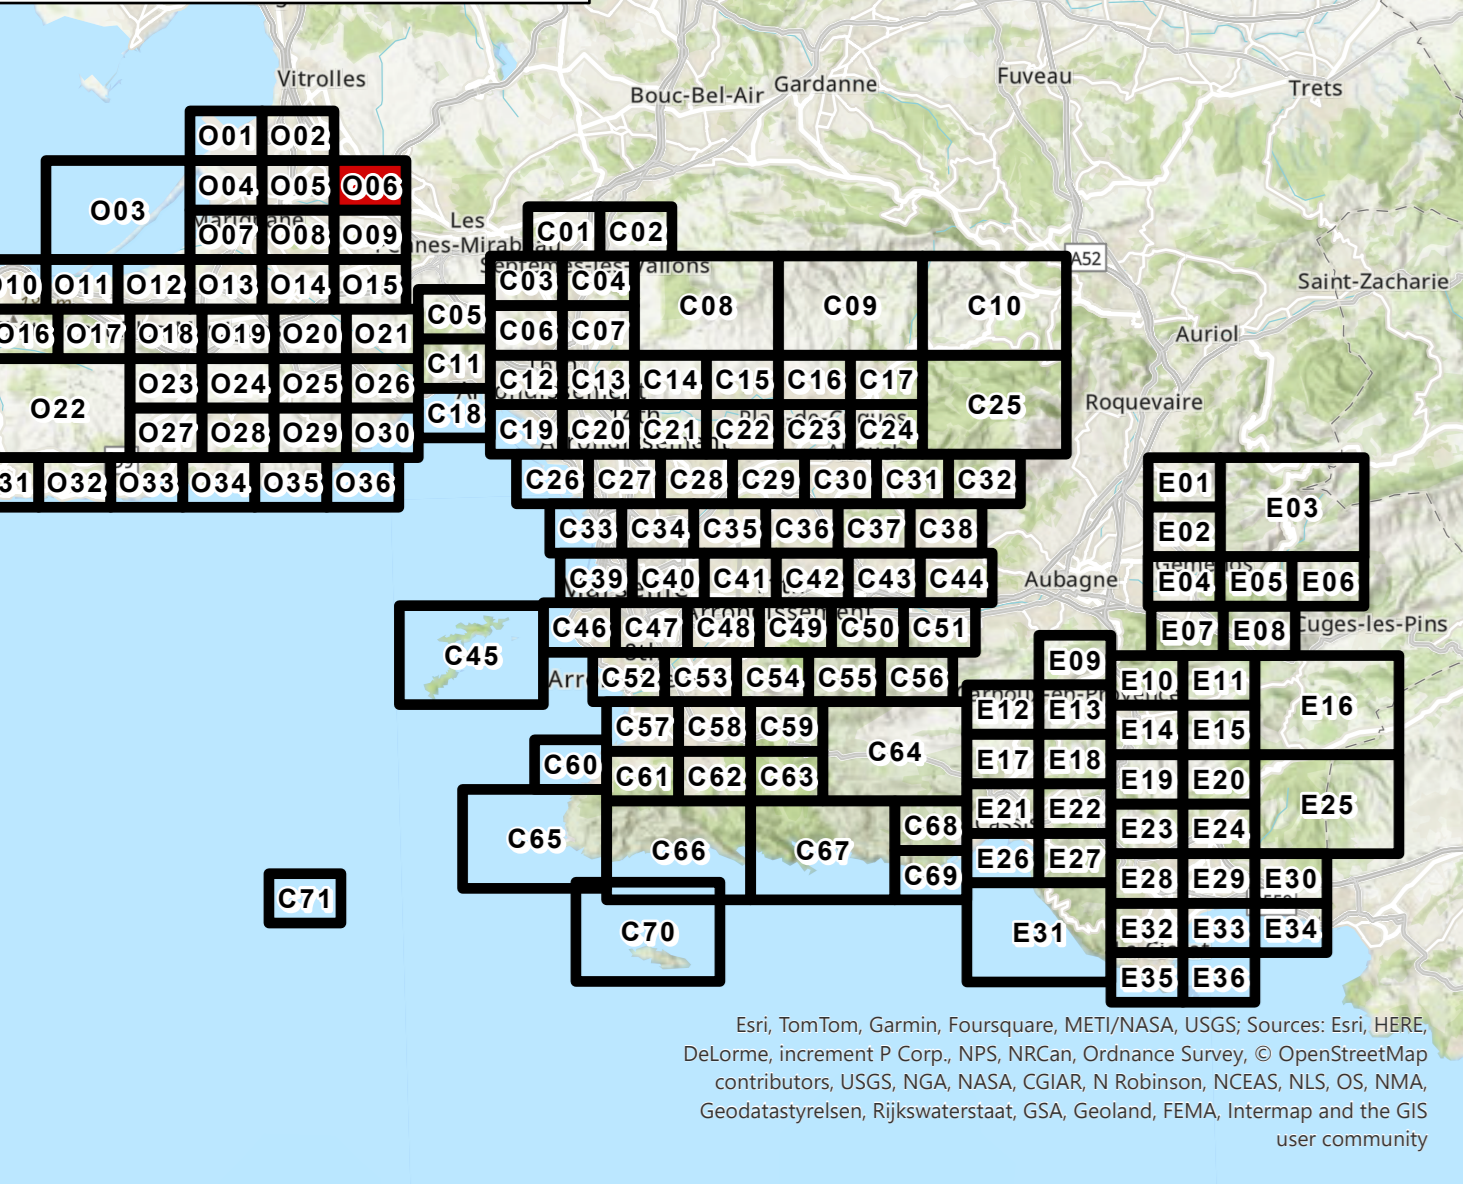 Vitrolles
Bouc-Bel-Air
Gardanne
Fuveau
Trets
O01 O02
O03
O04 O05 O06
O07 O08 O09
Les
C01 C02
A52
Saint-Zacharie
O11 O12 O13 O14 O15
C03 C04
C05
C08 C09 C10
O16 O17 O18 O19 O20 O21
C06 C07
Auriol
C11
O22
O23 O24 O25 O26
C12 C13 C14 C15 C16 C17
C25
Roquevaire
C18
O27 O28 O29 O30
C19 C20 C21 C22 C23 C24
31 O32 O33 O34 O35 O36
C26 C27 C28 C29 C30 C31 C32
E01
E03
E02
C33 C34 C35 C36 C37 C38
C39 C40 C41 C42 C43 C44
Aubagne
E04 E05 E06
C45
C46 C47 C48 C49 C50 C51
E07 E08
Cuges-les-Pins
E09
C52 C53 C54 C55 C56
E10 E11
E16
E12 E13
C57 C58 C59
C64
E14 E15
C60
C61 C62 C63
E17 E18
E19 E20
E25
C65 C66 C67
C68
E21 E22
E23 E24
C69
E26 E27
E28 E29 E30
C71
C70
E31
E32 E33 E34
E35 E36
Esri, TomTom, Garmin, Foursquare, METI/NASA, USGS; Sources: Esri, HERE,
DeLorme, increment P Corp., NPS, NRCan, Ordnance Survey, © OpenStreetMap
contributors, USGS, NGA, NASA, CGIAR, N Robinson, NCEAS, NLS, OS, NMA,
Geodatastyrelsen, Rijkswaterstaat, GSA, Geoland, FEMA, Intermap and the GIS
user community